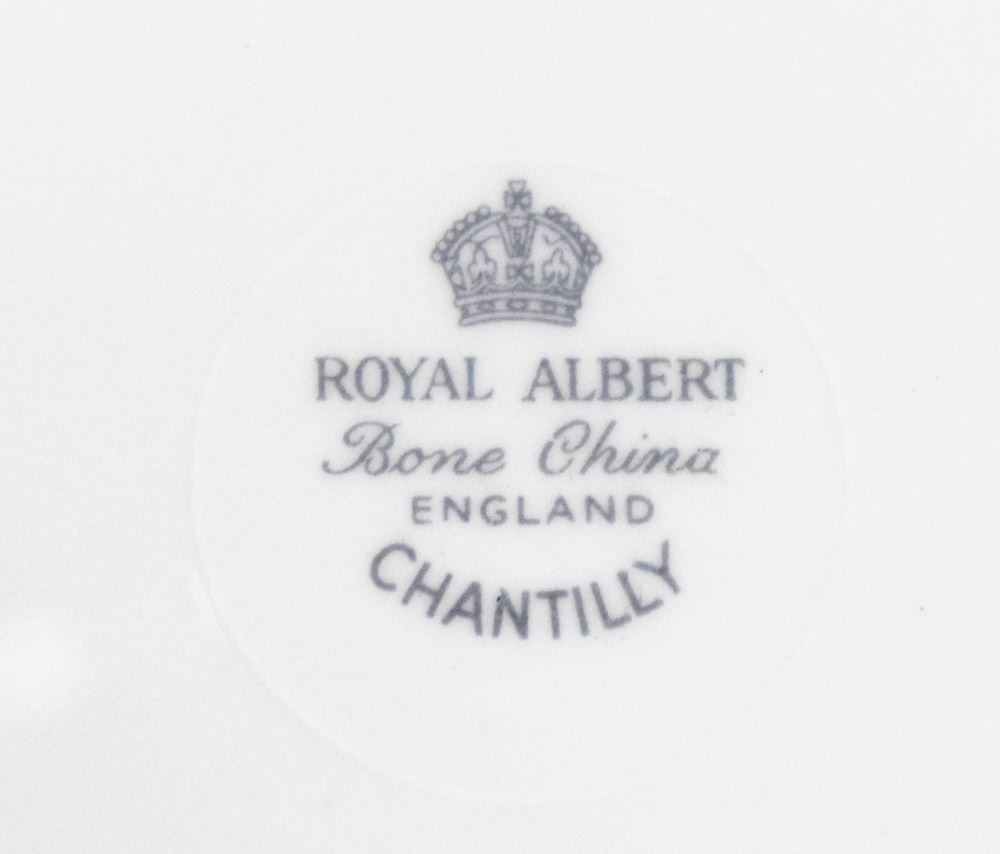 ROYAL ALBERT
Bone China
ENGLAND
CHANTILLY